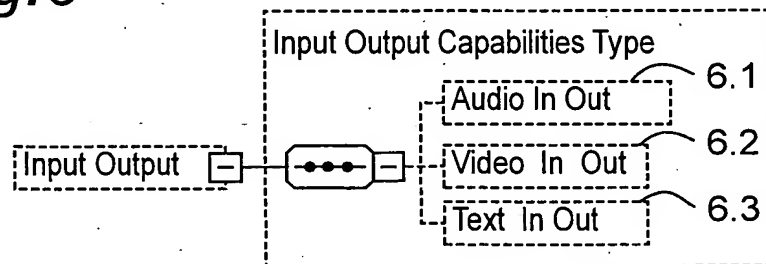 Input Output Capabilities Type
Audio In Out
6.1
Input Output
Video In Out
6.2
Text In Out
6.3